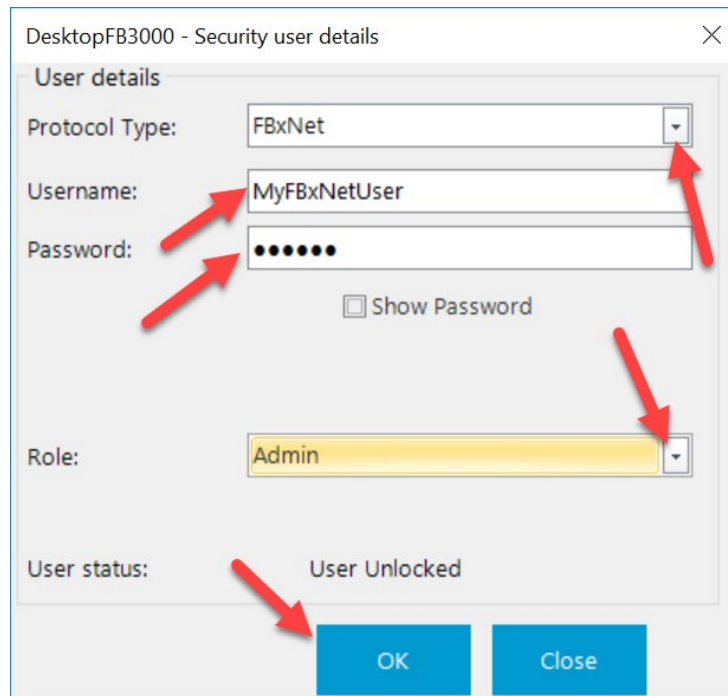 DesktopFB3000 - Security user details
User details
Protocol Type: FBxNet
Username: MyFBxNetUser
Password: ●●●●●●
Show Password
Role: Admin
User status: User Unlocked
OK Close